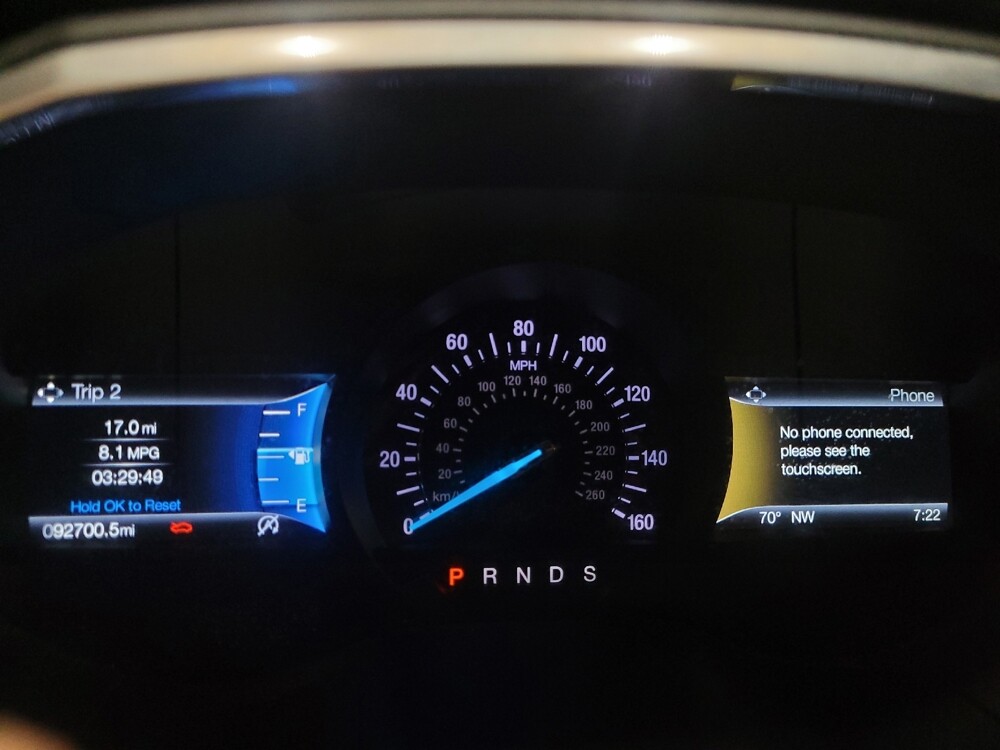 Trip 2
17.0 mi
8.1 MPG
03:29:49
Hold OK to Reset
092700.5mi
F
E
0
20
40
60
80
100
120
140
160
MPH
20
40
60
80
100
120
140
160
180
200
220
240
260
P R N D S
Phone
No phone connected,
please see the
touchscreen.
70° NW
7:22